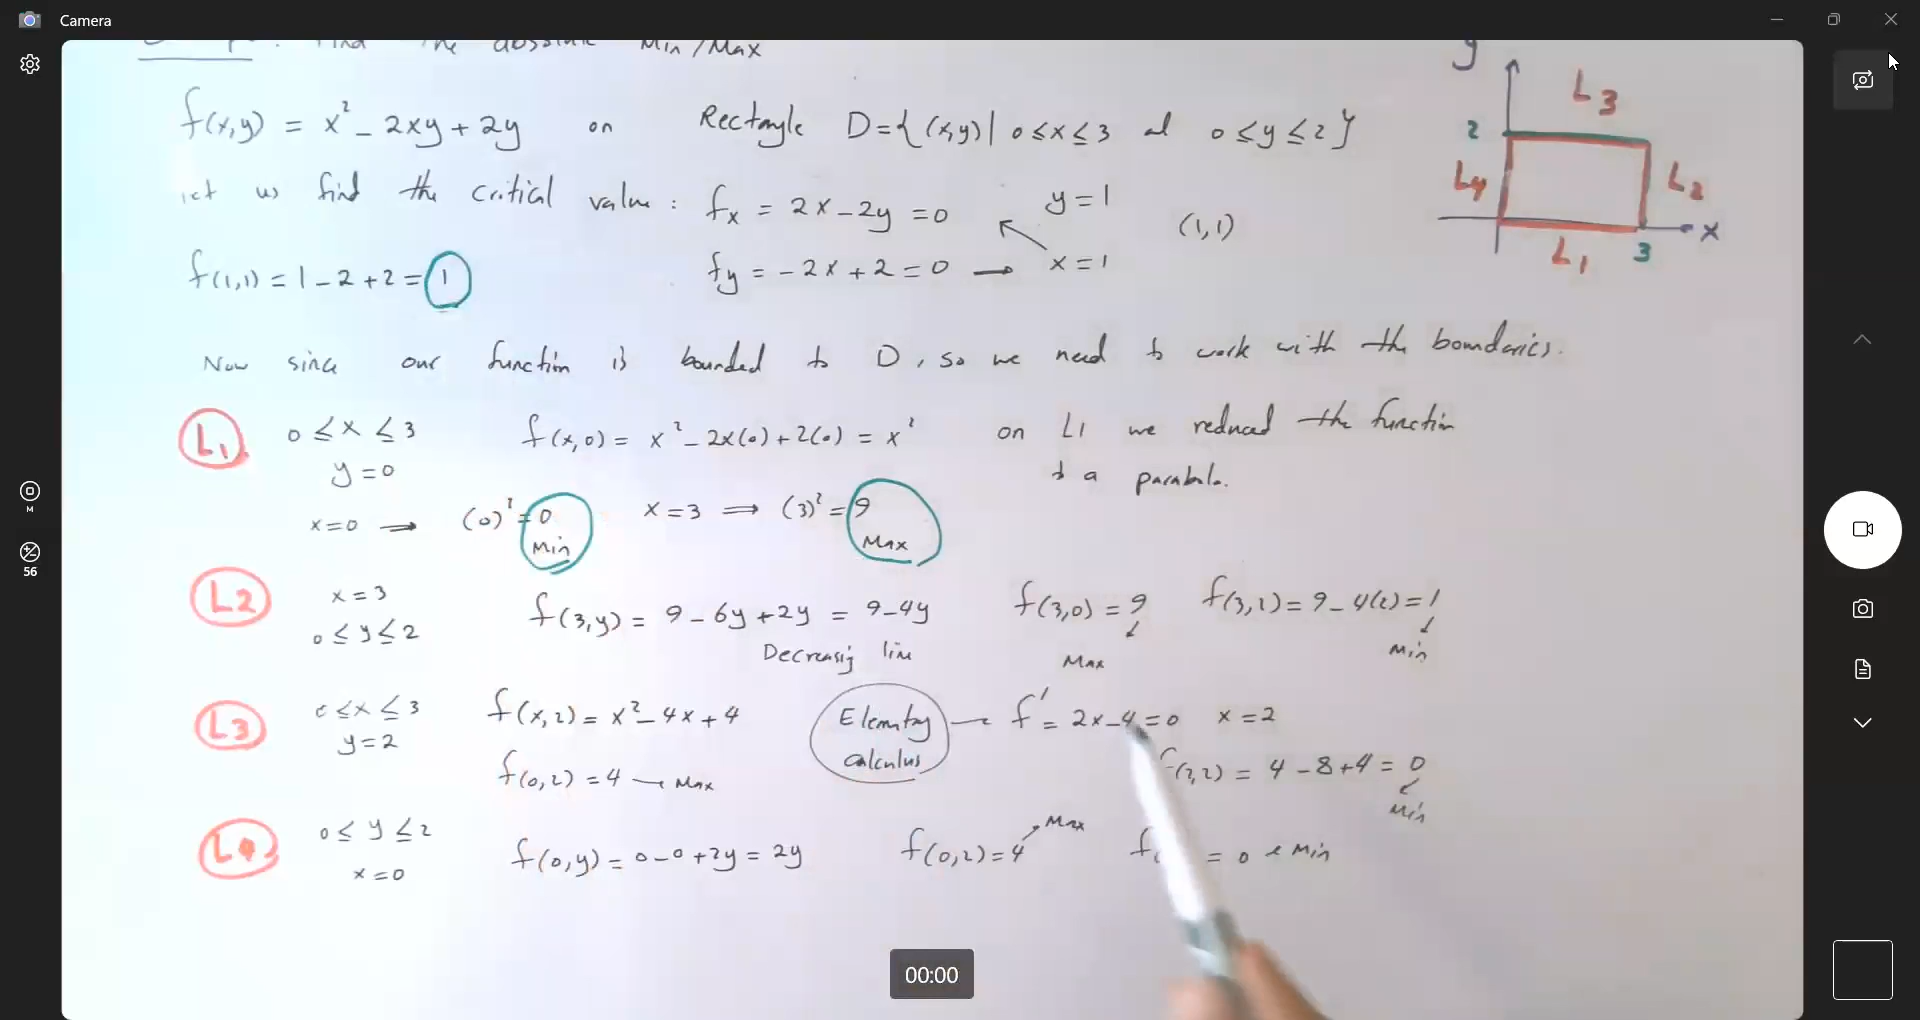 Camera
Find the absolute Min/Max
f(x,y) = x² - 2xy + 2y on Rectangle D={(x,y)| 0≤x≤3 and 0≤y≤2}
y
L3
2
L4
L2
x
L1
3
let us find the critical value: fx = 2x-2y =0 y=1
(1,1)
f(1,1) = 1-2+2= 1 fy = -2x+2=0 → x=1
Now since our function is bounded to D, so we need to work with the boundaries.
L1 0≤x≤3 f(x,0) = x²-2x(0)+2(0) = x² on L1 we reduced the function
y=0 to a parabola.
x=0 → (0)²=0 x=3 ⟹ (3)²=9
Min Max
L2 x=3 f(3,y) = 9-6y+2y = 9-4y f(3,0)=9 f(3,2)=9-4(2)=1
0≤y≤2 Decreasing line Max Min
L3 0≤x≤3 f(x,2) = x²-4x+4 Elementry f' = 2x-4=0 x=2
y=2 calculus
f(0,2)=4 → Max (2,2) = 4-8+4=0
Min
L4 0≤y≤2 f(0,y) = 0-0+2y=2y f(0,2)=4 Max f = 0 ← Min
x=0
M
56
00:00